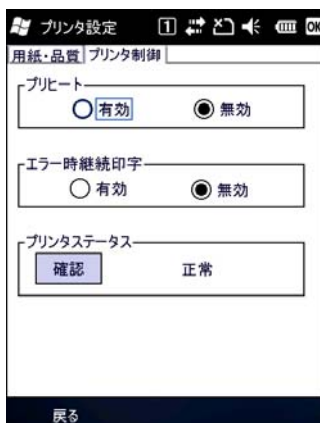 プリンタ設定 1 OK
用紙・品質 プリンタ制御
プリヒート
有効 無効
エラー時継続印字
有効 無効
プリンタステータス
確認 正常
戻る